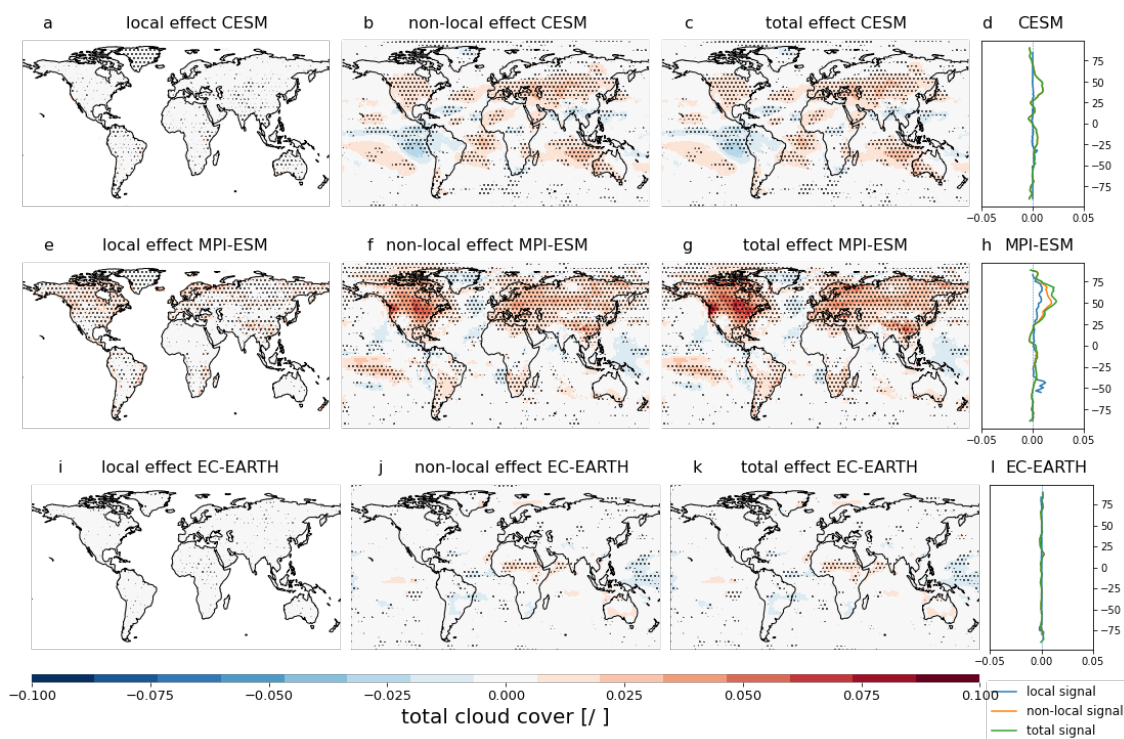 a local effect CESM
b non-local effect CESM
c total effect CESM
d CESM
75
50
25
0
−25
−50
−75
−0.05 0.00 0.05
e local effect MPI-ESM
f non-local effect MPI-ESM
g total effect MPI-ESM
h MPI-ESM
75
50
25
0
−25
−50
−75
−0.05 0.00 0.05
i local effect EC-EARTH
j non-local effect EC-EARTH
k total effect EC-EARTH
l EC-EARTH
75
50
25
0
−25
−50
−75
−0.05 0.00 0.05
−0.100 −0.075 −0.050 −0.025 0.000 0.025 0.050 0.075 0.100
total cloud cover [/ ]
local signal
non-local signal
total signal